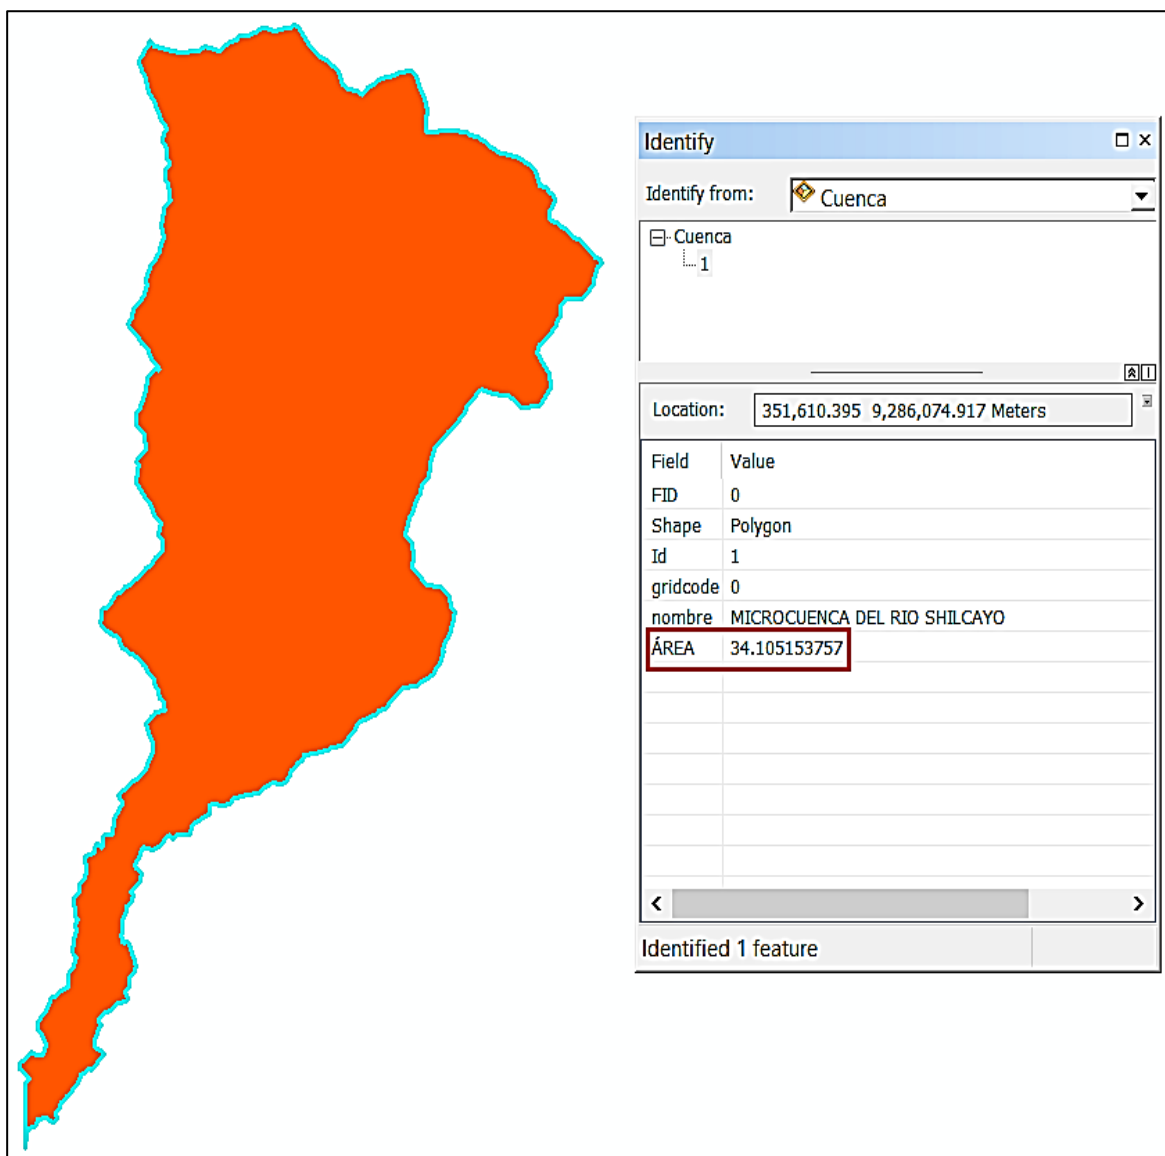 Identify
Identify from: Cuenca
Cuenca
1
Location: 351,610.395 9,286,074.917 Meters
Field Value
FID 0
Shape Polygon
Id 1
gridcode 0
nombre MICROCUENCA DEL RIO SHILCAYO
ÁREA 34.105153757
Identified 1 feature